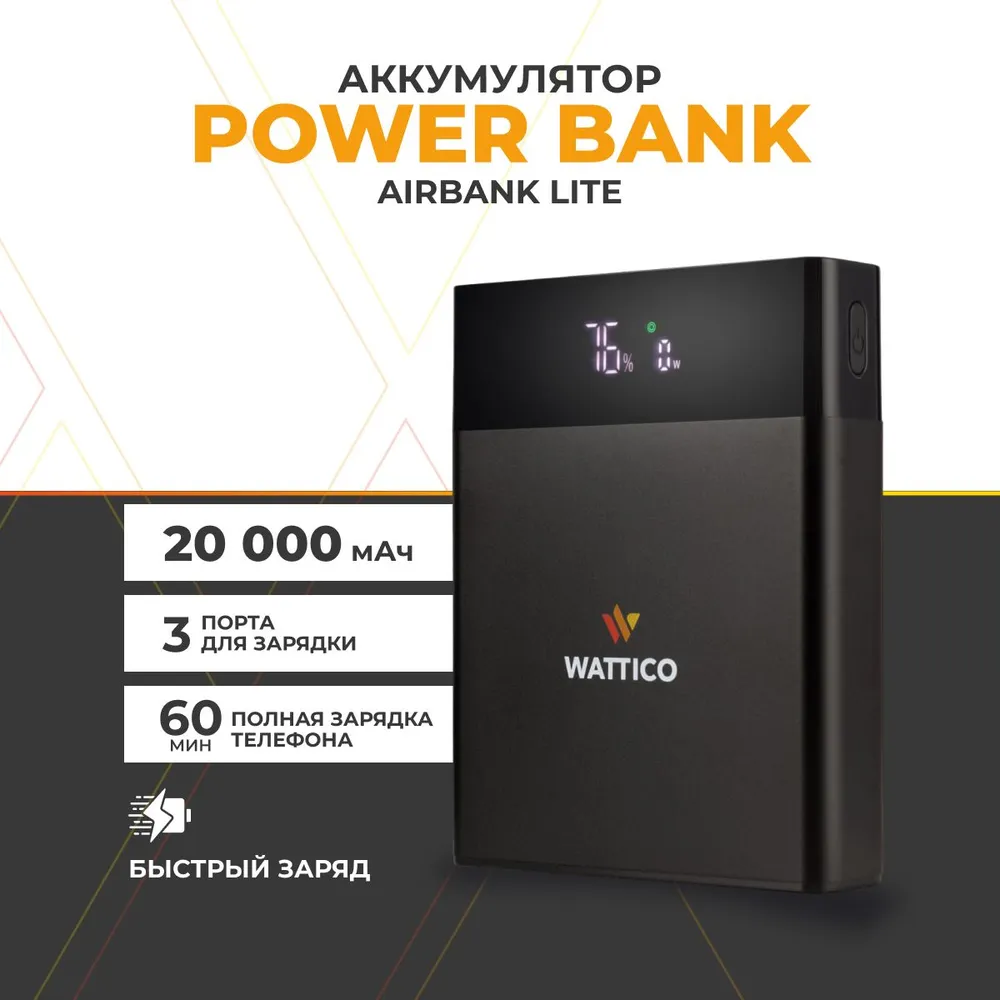 АККУМУЛЯТОР
POWER BANK
AIRBANK LITE
76% 0W
20 000 мАч
3 ПОРТА
ДЛЯ ЗАРЯДКИ
60 ПОЛНАЯ ЗАРЯДКА
МИН ТЕЛЕФОНА
WATTICO
БЫСТРЫЙ ЗАРЯД